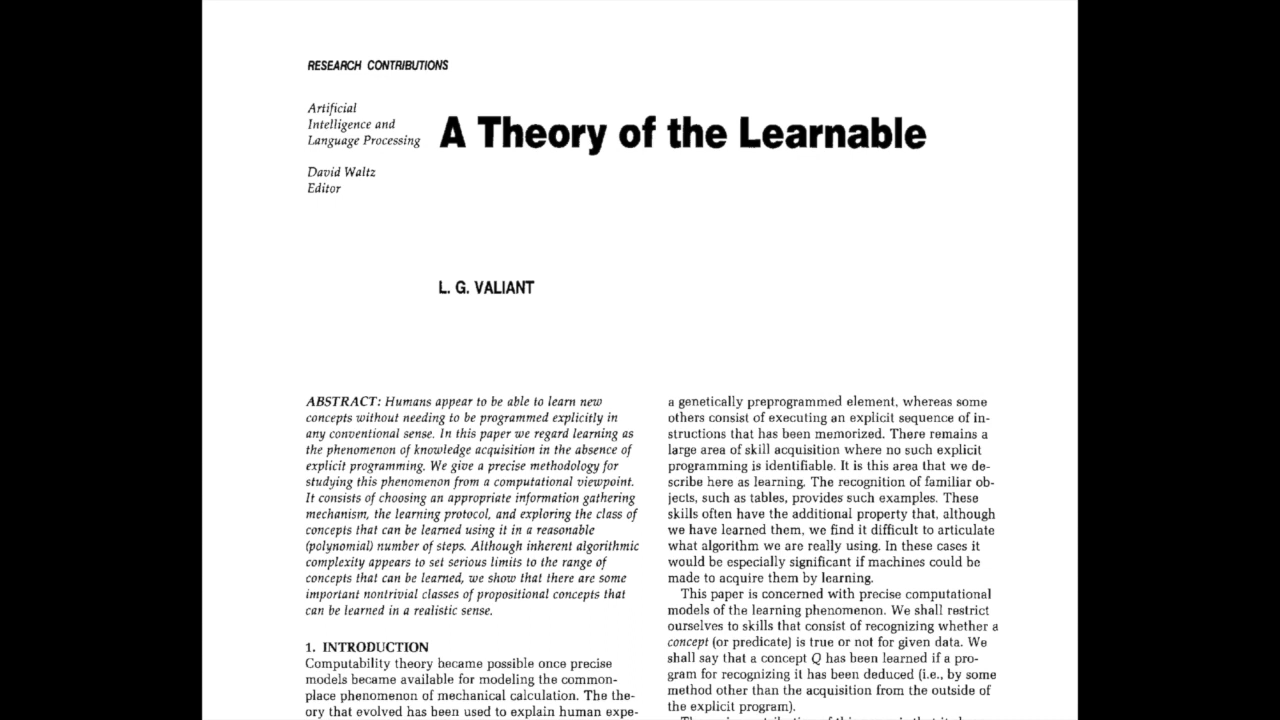 RESEARCH CONTRIBUTIONS
Artificial
Intelligence and
Language Processing
David Waltz
Editor
A Theory of the Learnable
L. G. VALIANT
ABSTRACT: Humans appear to be able to learn new
concepts without needing to be programmed explicitly in
any conventional sense. In this paper we regard learning as
the phenomenon of knowledge acquisition in the absence of
explicit programming. We give a precise methodology for
studying this phenomenon from a computational viewpoint.
It consists of choosing an appropriate information gathering
mechanism, the learning protocol, and exploring the class of
concepts that can be learned using it in a reasonable
(polynomial) number of steps. Although inherent algorithmic
complexity appears to set serious limits to the range of
concepts that can be learned, we show that there are some
important nontrivial classes of propositional concepts that
can be learned in a realistic sense.
1. INTRODUCTION
Computability theory became possible once precise
models became available for modeling the common-
place phenomenon of mechanical calculation. The the-
ory that evolved has been used to explain human expe-
a genetically preprogrammed element, whereas some
others consist of executing an explicit sequence of in-
structions that has been memorized. There remains a
large area of skill acquisition where no such explicit
programming is identifiable. It is this area that we de-
scribe here as learning. The recognition of familiar ob-
jects, such as tables, provides such examples. These
skills often have the additional property that, although
we have learned them, we find it difficult to articulate
what algorithm we are really using. In these cases it
would be especially significant if machines could be
made to acquire them by learning.
This paper is concerned with precise computational
models of the learning phenomenon. We shall restrict
ourselves to skills that consist of recognizing whether a
concept (or predicate) is true or not for given data. We
shall say that a concept Q has been learned if a pro-
gram for recognizing it has been deduced (i.e., by some
method other than the acquisition from the outside of
the explicit program).